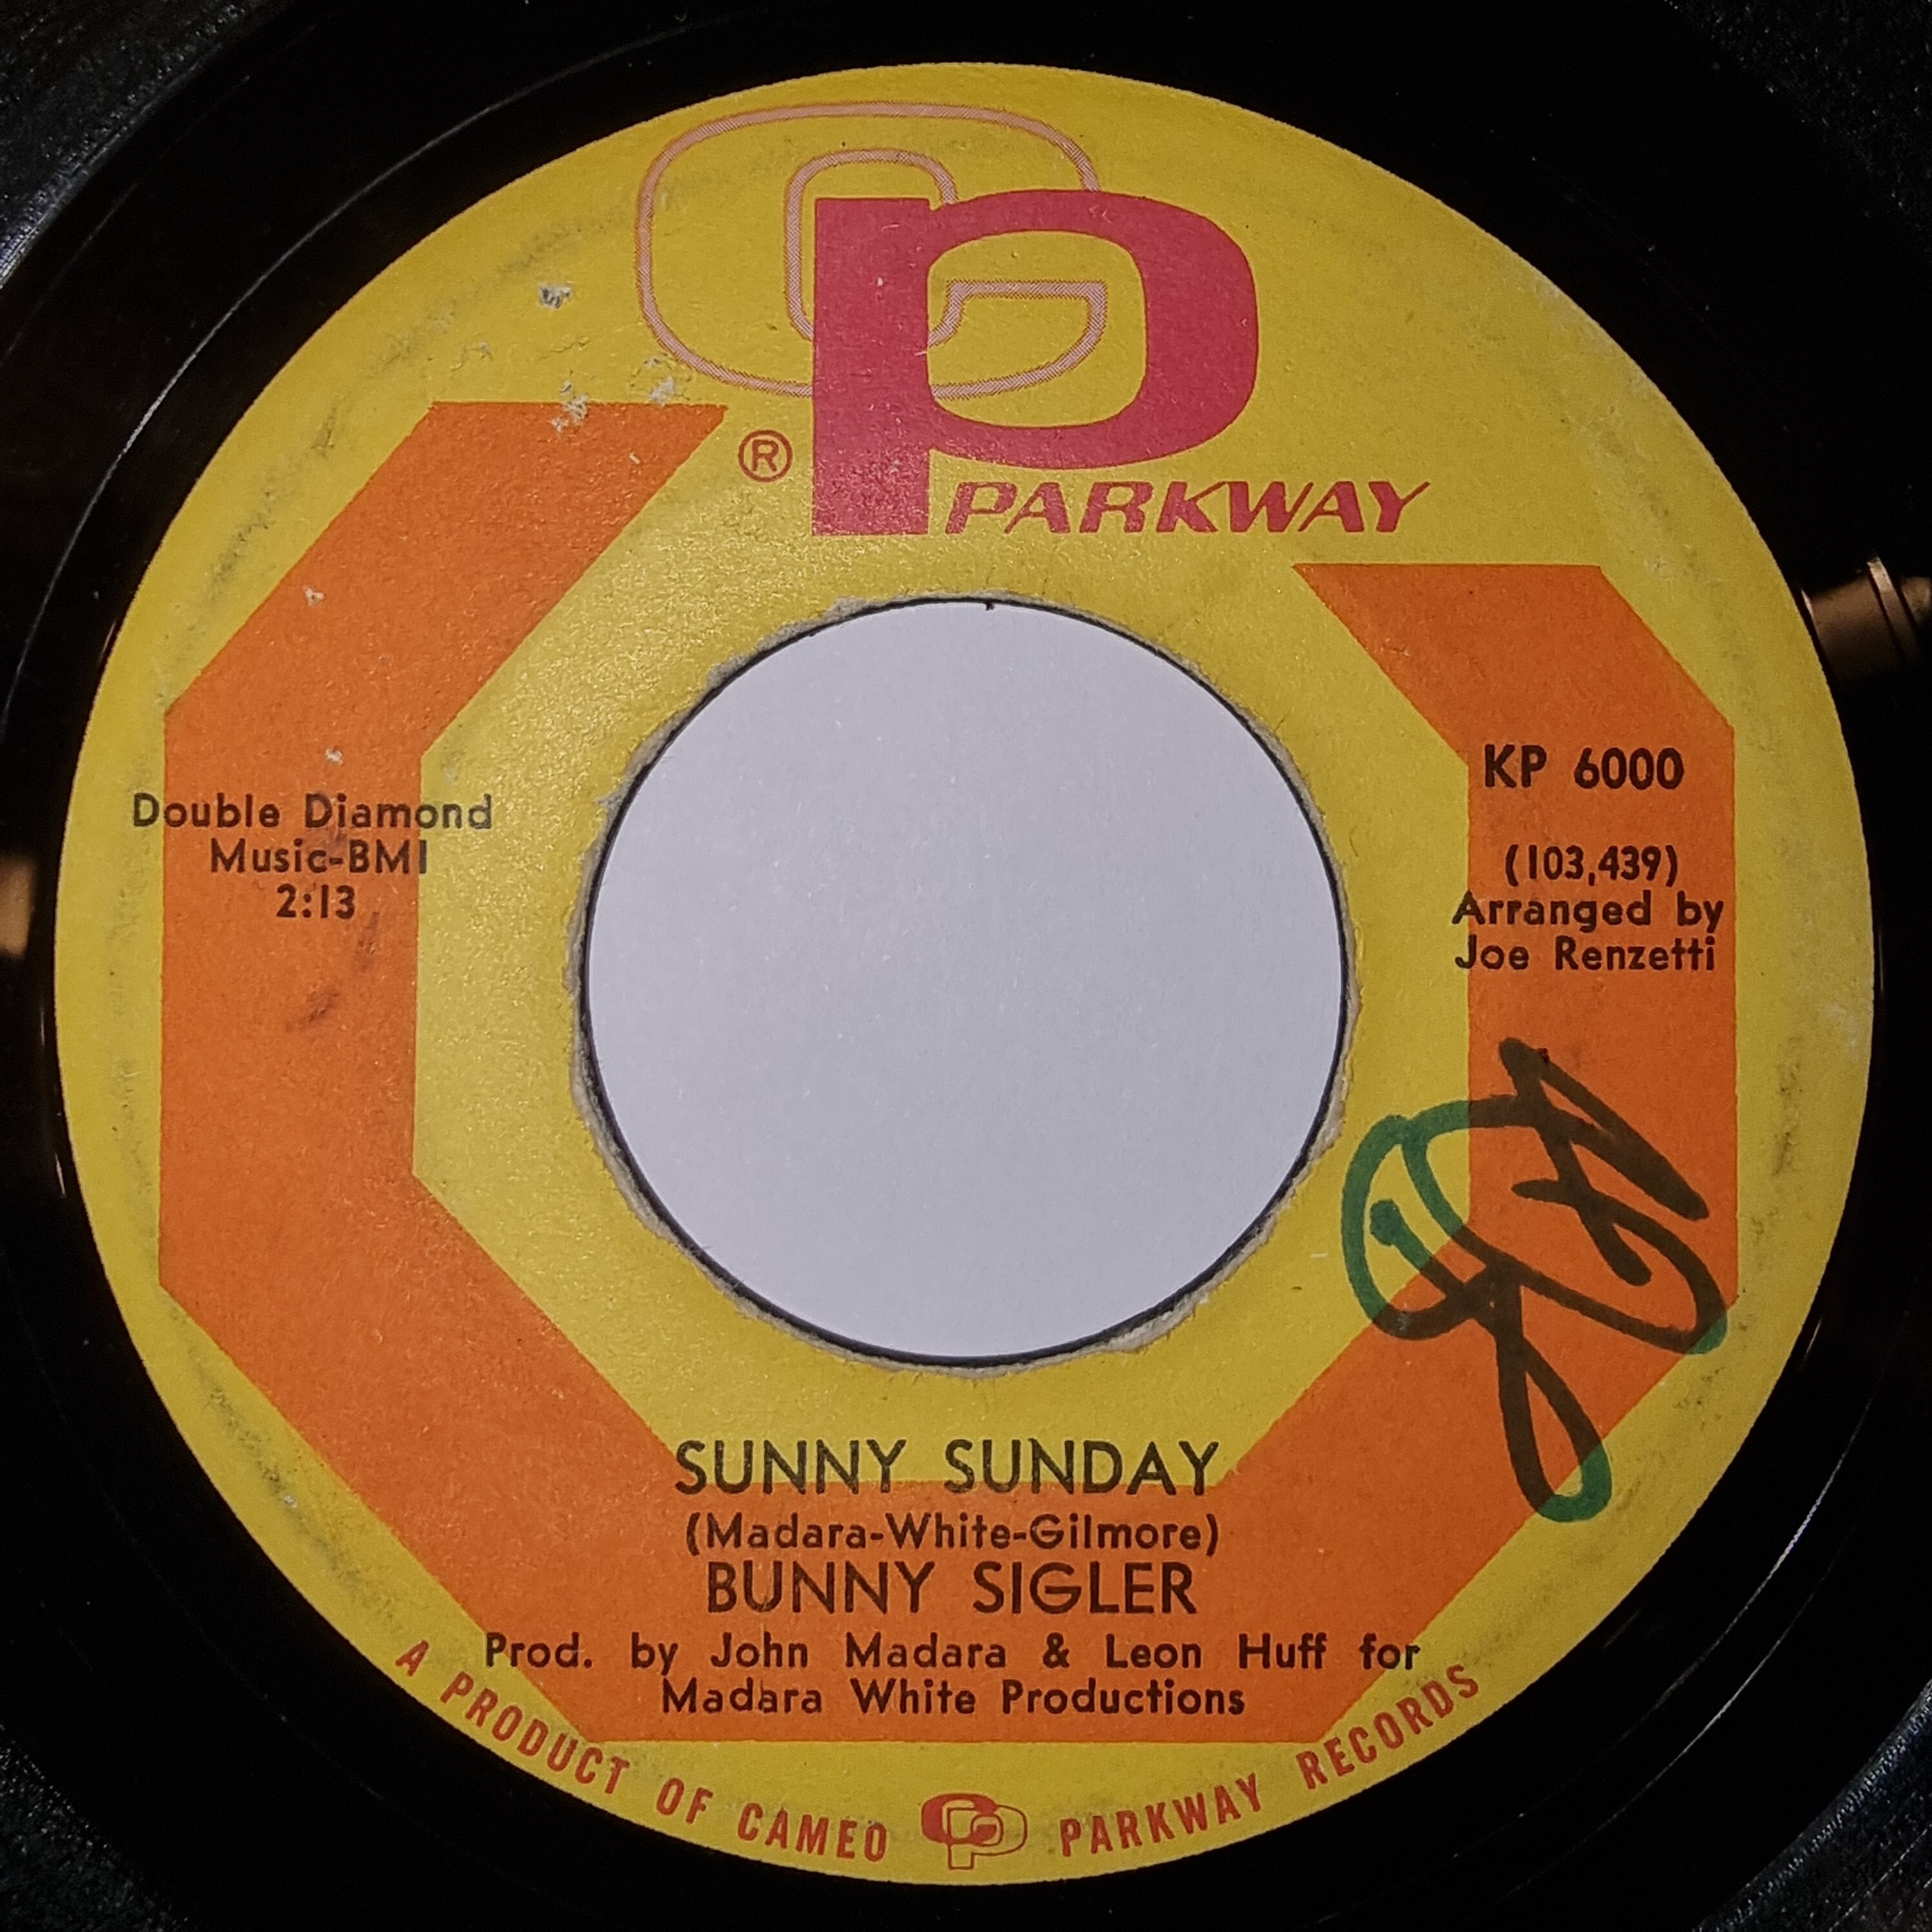 ® PARKWAY
Double Diamond
Music-BMI
2:13
KP 6000
(103,439)
Arranged by
Joe Renzetti
SUNNY SUNDAY
(Madara-White-Gilmore)
BUNNY SIGLER
Prod. by John Madara & Leon Huff for
Madara White Productions
A PRODUCT OF CAMEO CP PARKWAY RECORDS